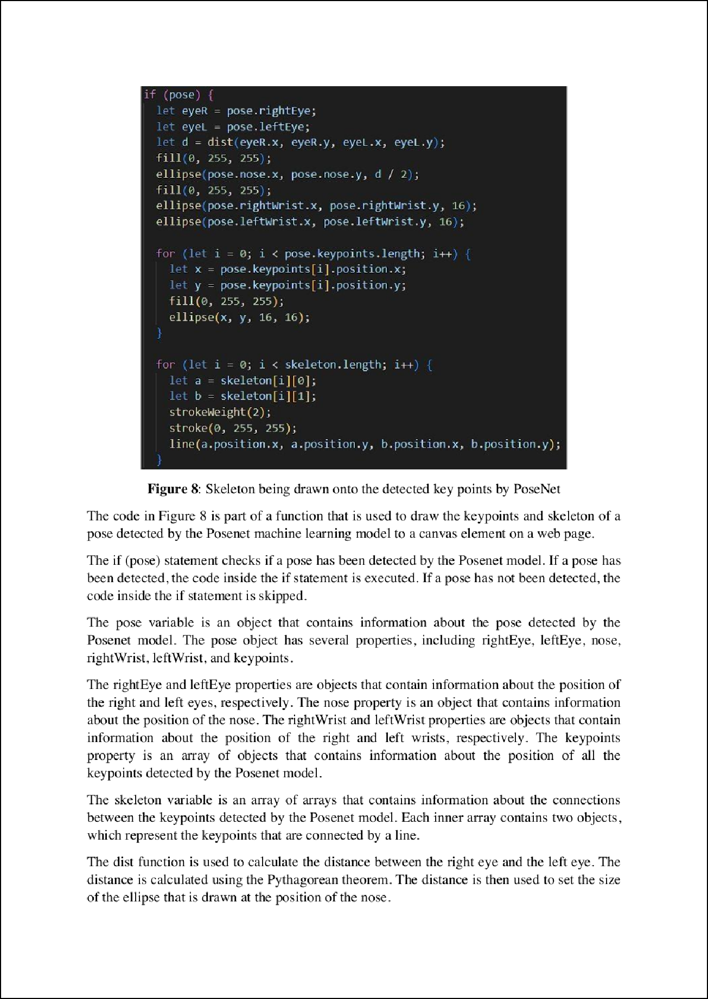 if (pose) {
let eyeR = pose.rightEye;
let eyeL = pose.leftEye;
let d = dist(eyeR.x, eyeR.y, eyeL.x, eyeL.y);
fill(0, 255, 255);
ellipse(pose.nose.x, pose.nose.y, d / 2);
fill(0, 255, 255);
ellipse(pose.rightWrist.x, pose.rightWrist.y, 16);
ellipse(pose.leftWrist.x, pose.leftWrist.y, 16);
for (let i = 0; i < pose.keypoints.length; i++) {
let x = pose.keypoints[i].position.x;
let y = pose.keypoints[i].position.y;
fill(0, 255, 255);
ellipse(x, y, 16, 16);
}
for (let i = 0; i < skeleton.length; i++) {
let a = skeleton[i][0];
let b = skeleton[i][1];
strokeWeight(2);
stroke(0, 255, 255);
line(a.position.x, a.position.y, b.position.x, b.position.y);
}
Figure 8: Skeleton being drawn onto the detected key points by PoseNet
The code in Figure 8 is part of a function that is used to draw the keypoints and skeleton of a
pose detected by the Posenet machine learning model to a canvas element on a web page.
The if (pose) statement checks if a pose has been detected by the Posenet model. If a pose has
been detected, the code inside the if statement is executed. If a pose has not been detected, the
code inside the if statement is skipped.
The pose variable is an object that contains information about the pose detected by the
Posenet model. The pose object has several properties, including rightEye, leftEye, nose,
rightWrist, leftWrist, and keypoints.
The rightEye and leftEye properties are objects that contain information about the position of
the right and left eyes, respectively. The nose property is an object that contains information
about the position of the nose. The rightWrist and leftWrist properties are objects that contain
information about the position of the right and left wrists, respectively. The keypoints
property is an array of objects that contains information about the position of all the
keypoints detected by the Posenet model.
The skeleton variable is an array of arrays that contains information about the connections
between the keypoints detected by the Posenet model. Each inner array contains two objects,
which represent the keypoints that are connected by a line.
The dist function is used to calculate the distance between the right eye and the left eye. The
distance is calculated using the Pythagorean theorem. The distance is then used to set the size
of the ellipse that is drawn at the position of the nose.